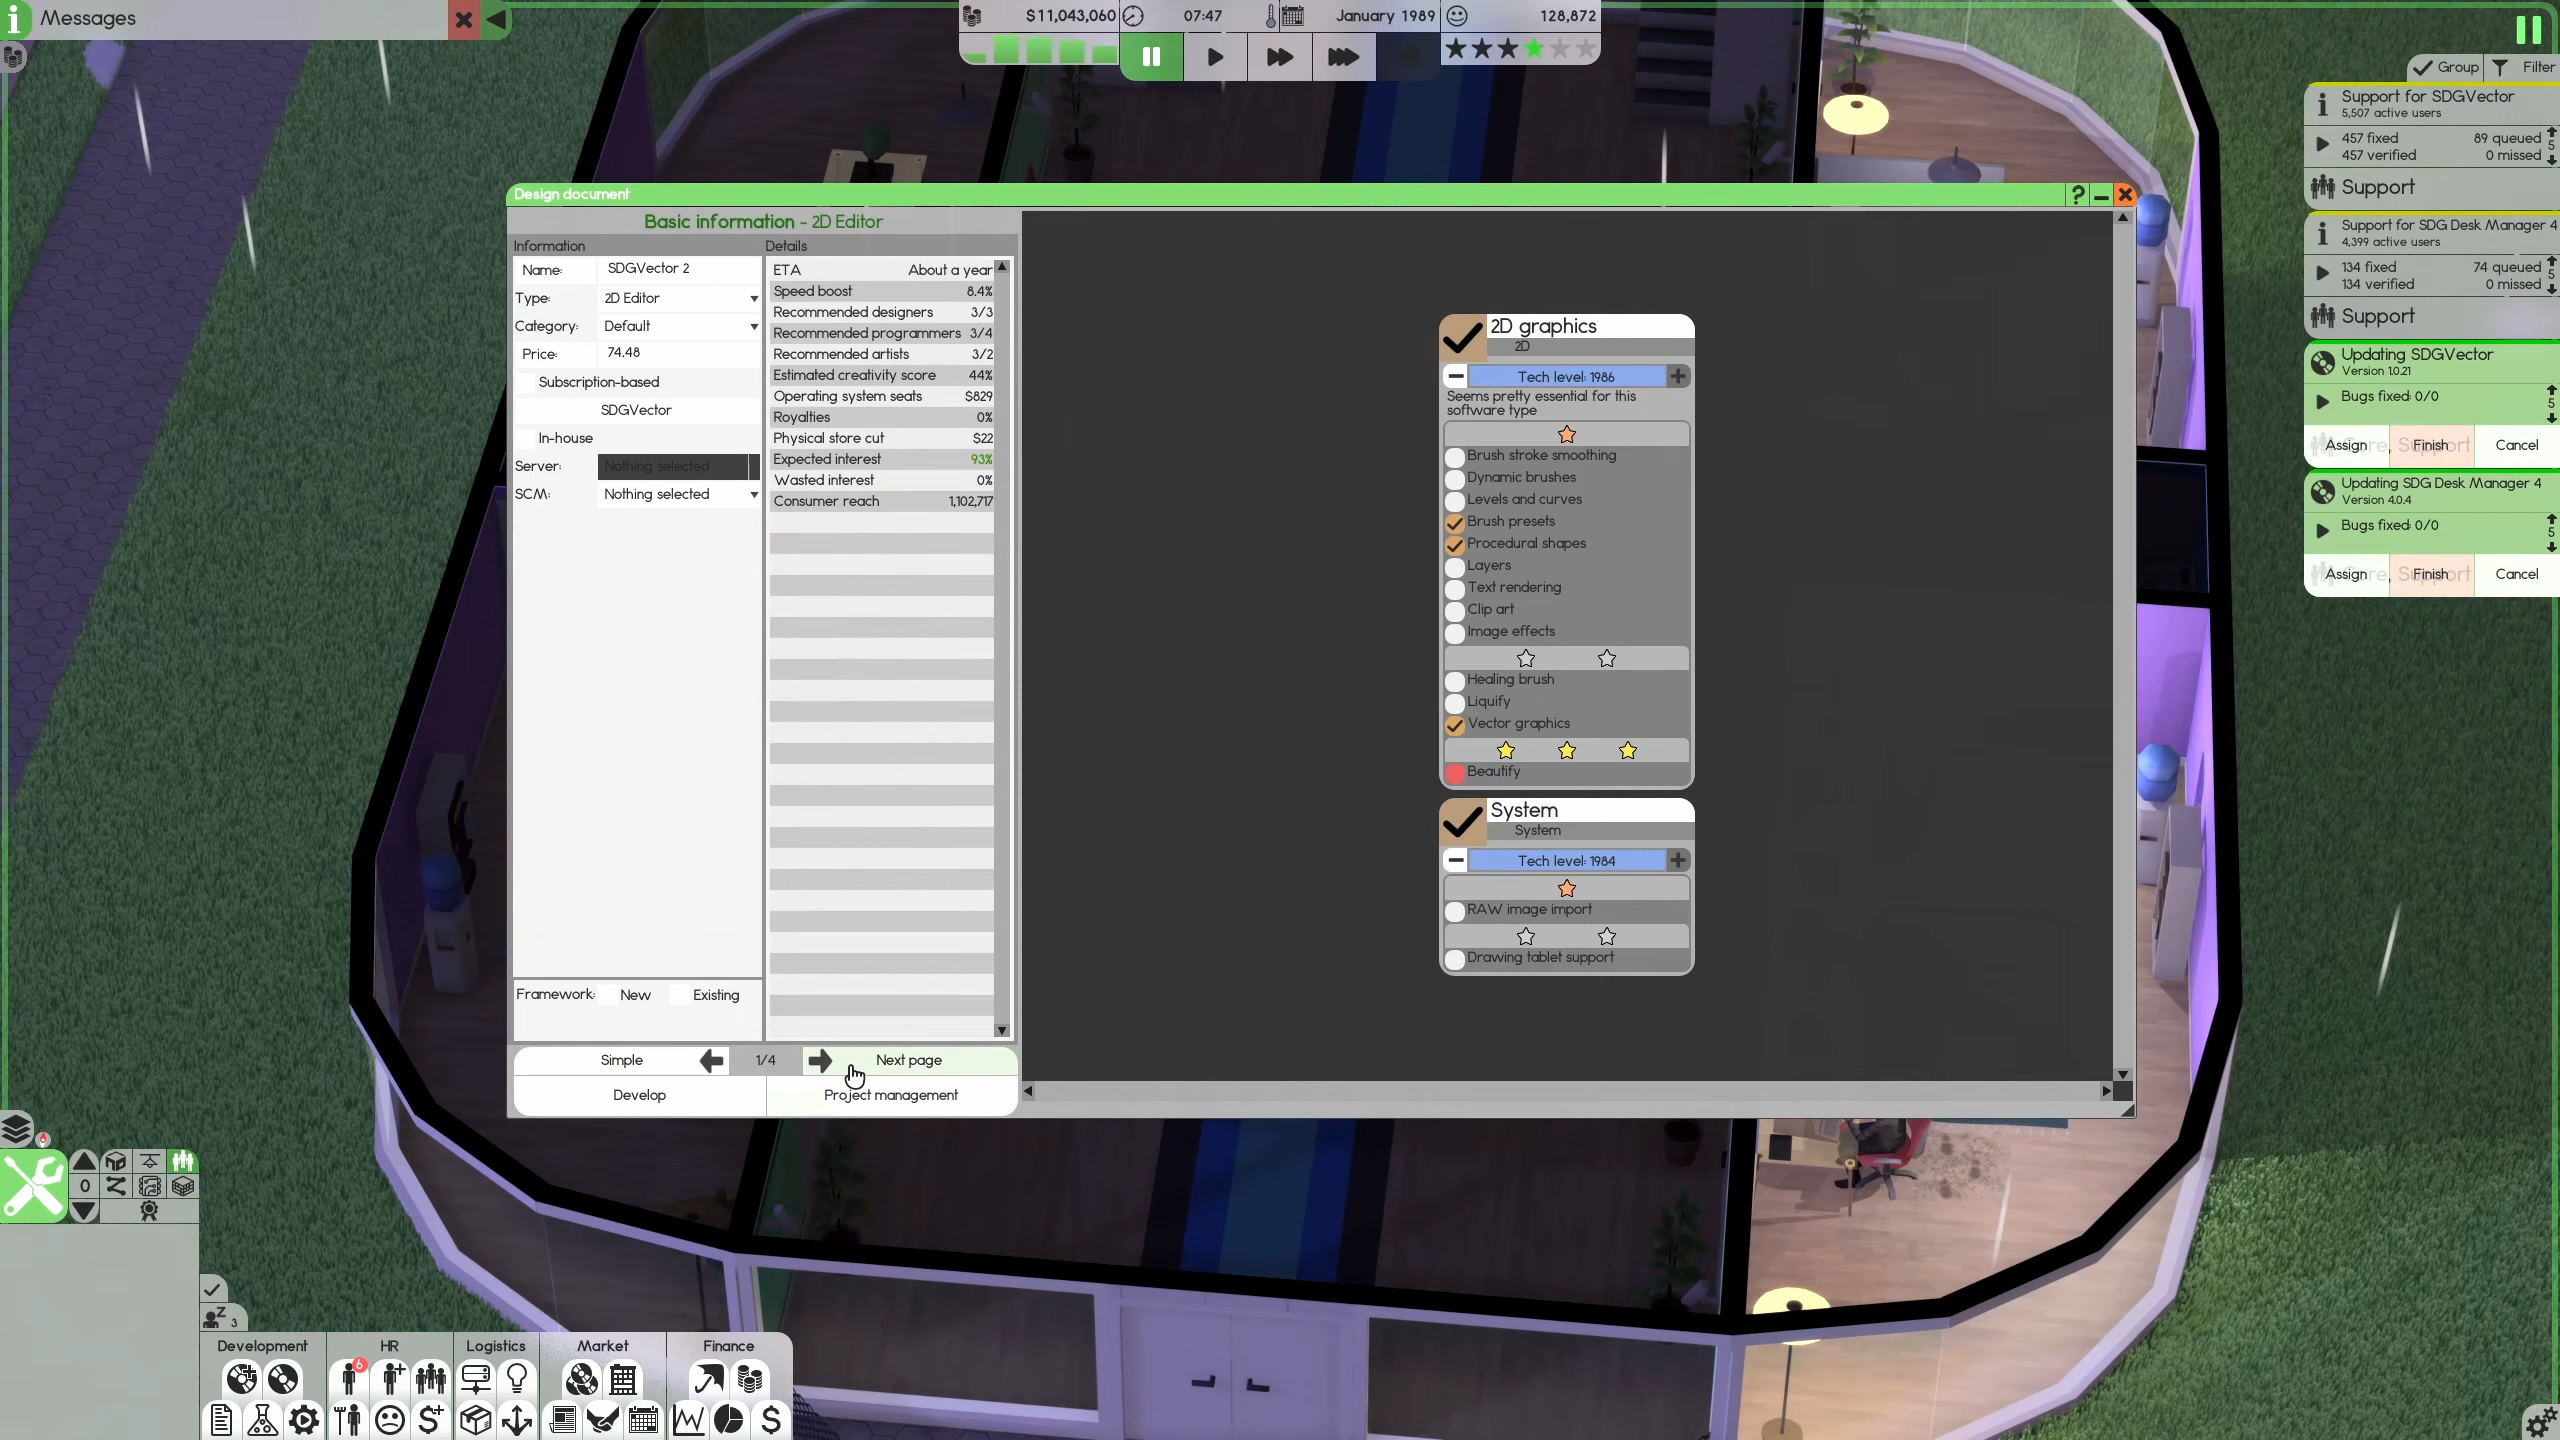 Messages
$11,043,060
07:47
January 1989
128,872
Group
Filter
Support for SDGVector
5,507 active users
457 fixed
89 queued
5
457 verified
0 missed
Support
Support for SDG Desk Manager 4
4,399 active users
134 fixed
74 queued
5
134 verified
0 missed
Support
Updating SDGVector
Version 1.0.21
Bugs fixed: 0/0
5
Assign
Finish
Cancel
Updating SDG Desk Manager 4
Version 4.0.4
Bugs fixed: 0/0
5
Assign
Finish
Cancel
Design document
?
Basic information - 2D Editor
Information
Name:
SDGVector 2
Type:
2D Editor
Category:
Default
Price:
74.48
Subscription-based
SDGVector
In-house
Server:
Nothing selected
SCM:
Nothing selected
Framework:
New
Existing
Details
ETA
About a year
Speed boost
8.4%
Recommended designers
3/3
Recommended programmers
3/4
Recommended artists
3/2
Estimated creativity score
44%
Operating system seats
$829
Royalties
0%
Physical store cut
$22
Expected interest
93%
Wasted interest
0%
Consumer reach
1,102,717
Simple
1/4
Next page
Develop
Project management
2D graphics
2D
Tech level: 1986
Seems pretty essential for this
software type
Brush stroke smoothing
Dynamic brushes
Levels and curves
Brush presets
Procedural shapes
Layers
Text rendering
Clip art
Image effects
Healing brush
Liquify
Vector graphics
Beautify
System
System
Tech level: 1984
RAW image import
Drawing tablet support
0
3
Development
HR
Logistics
Market
Finance
6